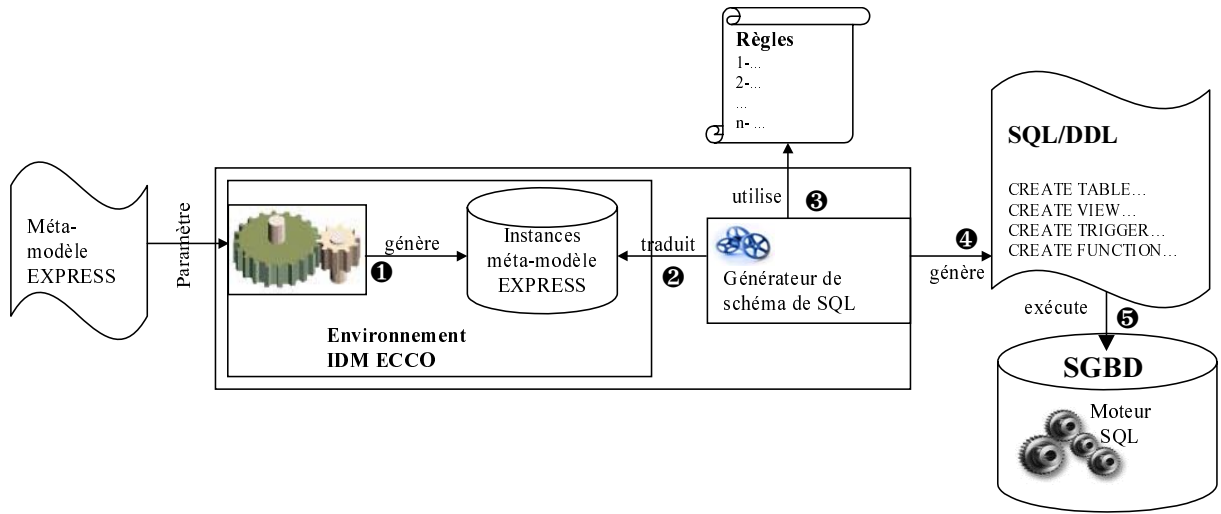 Règles
1-...
2-...
...
n- ...
SQL/DDL
CREATE TABLE...
CREATE VIEW...
CREATE TRIGGER...
CREATE FUNCTION...
Méta-
modèle
EXPRESS
Paramètre
génère
❶
Instances
méta-modèle
EXPRESS
traduit
❷
utilise
❸
Générateur de
schéma de SQL
❹
génère
Environnement
IDM ECCO
exécute
❺
SGBD
Moteur
SQL